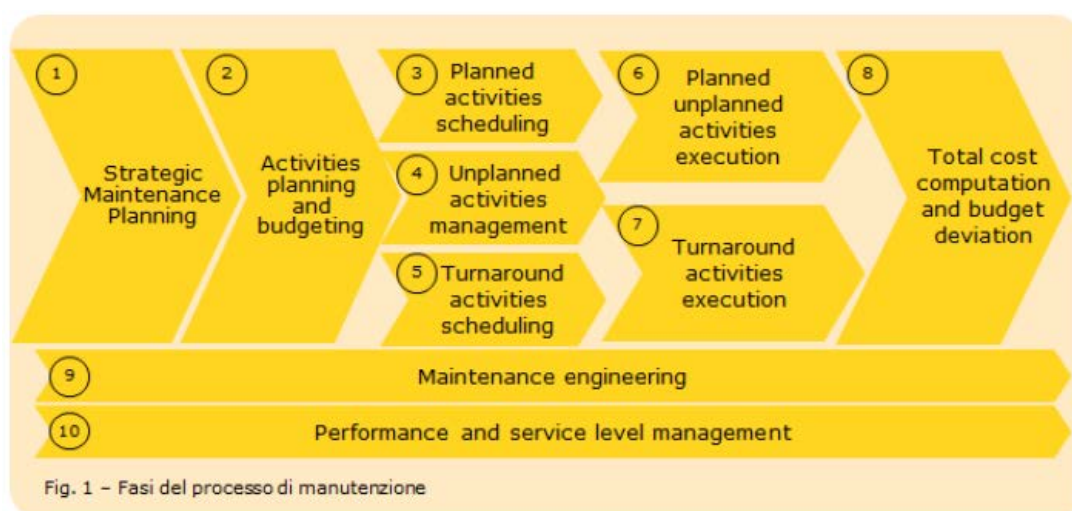 1
Strategic
Maintenance
Planning
2
Activities
planning
and
budgeting
3
Planned
activities
scheduling
4
Unplanned
activities
management
5
Turnaround
activities
scheduling
6
Planned
unplanned
activities
execution
7
Turnaround
activities
execution
8
Total cost
computation
and budget
deviation
9
Maintenance engineering
10
Performance and service level management
Fig. 1 – Fasi del processo di manutenzione